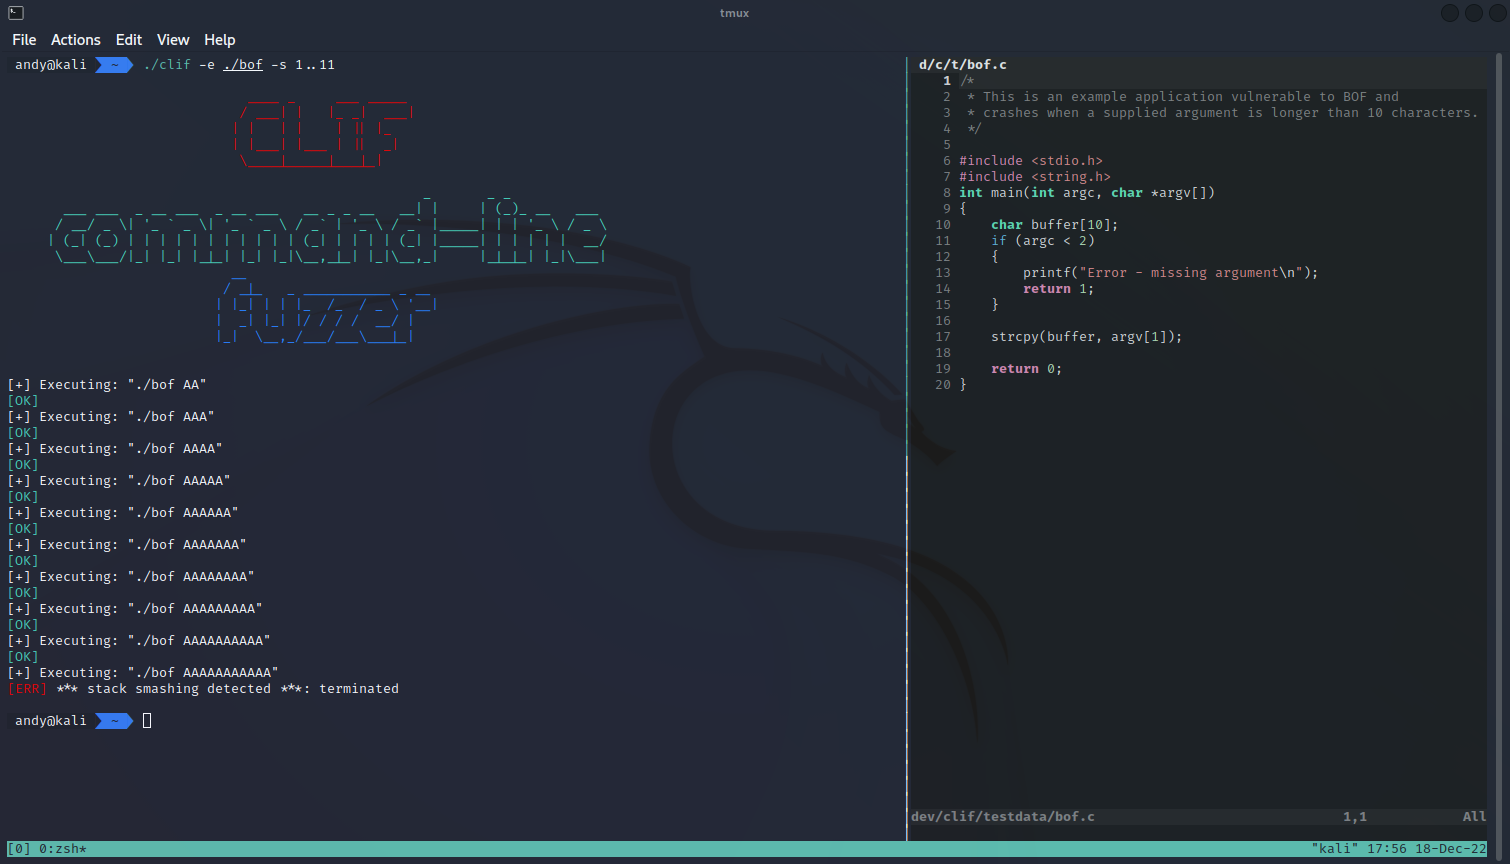 tmux
File Actions Edit View Help
andy@kali ~ ./clif -e ./bof -s 1..11
CLIF
command-line
fuzzer
[+] Executing: "./bof AA"
[OK]
[+] Executing: "./bof AAA"
[OK]
[+] Executing: "./bof AAAA"
[OK]
[+] Executing: "./bof AAAAA"
[OK]
[+] Executing: "./bof AAAAAA"
[OK]
[+] Executing: "./bof AAAAAAA"
[OK]
[+] Executing: "./bof AAAAAAAA"
[OK]
[+] Executing: "./bof AAAAAAAAA"
[OK]
[+] Executing: "./bof AAAAAAAAAA"
[OK]
[+] Executing: "./bof AAAAAAAAAAA"
[ERR] *** stack smashing detected ***: terminated
andy@kali ~
d/c/t/bof.c
1 /*
2  * This is an example application vulnerable to BOF and
3  * crashes when a supplied argument is longer than 10 characters.
4  */
5
6 #include <stdio.h>
7 #include <string.h>
8 int main(int argc, char *argv[])
9 {
10     char buffer[10];
11     if (argc < 2)
12     {
13         printf("Error - missing argument\n");
14         return 1;
15     }
16
17     strcpy(buffer, argv[1]);
18
19     return 0;
20 }
dev/clif/testdata/bof.c 1,1 All
[0] 0:zsh* "kali" 17:56 18-Dec-22